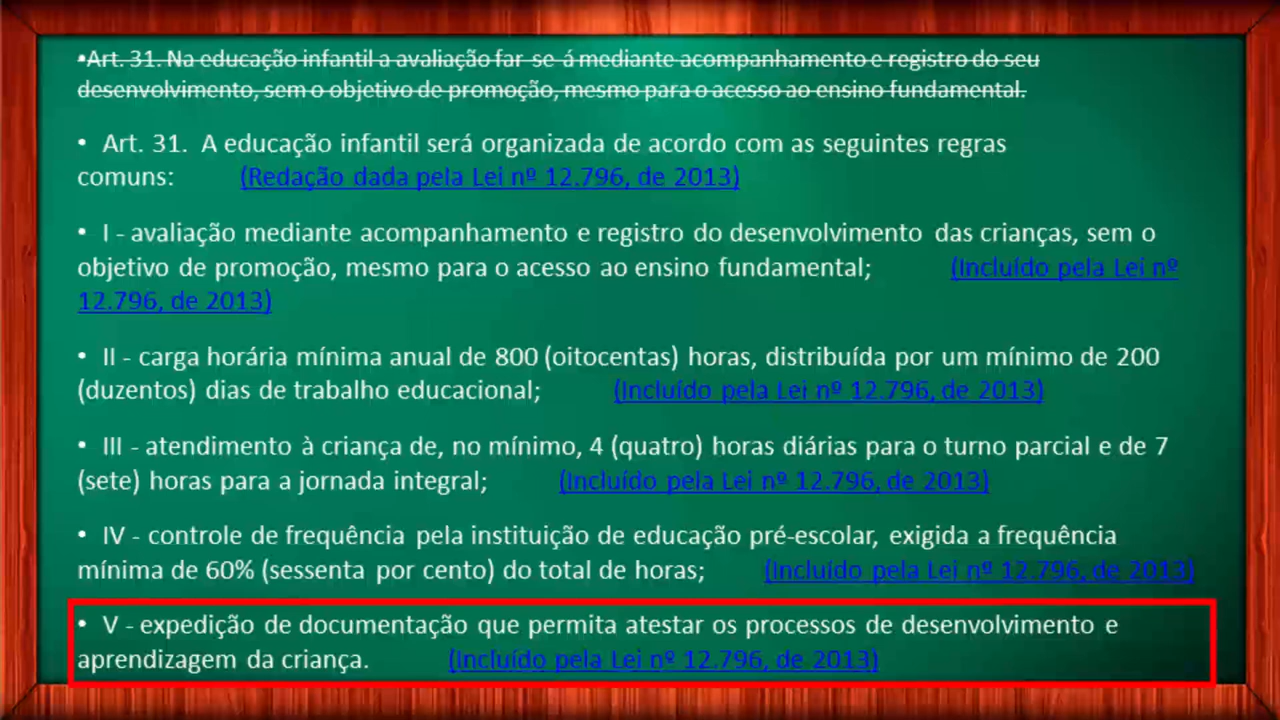 •Art. 31. Na educação infantil a avaliação far-se-á mediante acompanhamento e registro do seu
desenvolvimento, sem o objetivo de promoção, mesmo para o acesso ao ensino fundamental.
• Art. 31. A educação infantil será organizada de acordo com as seguintes regras
comuns: (Redação dada pela Lei nº 12.796, de 2013)
• I - avaliação mediante acompanhamento e registro do desenvolvimento das crianças, sem o
objetivo de promoção, mesmo para o acesso ao ensino fundamental; (Incluído pela Lei nº
12.796, de 2013)
• II - carga horária mínima anual de 800 (oitocentas) horas, distribuída por um mínimo de 200
(duzentos) dias de trabalho educacional; (Incluído pela Lei nº 12.796, de 2013)
• III - atendimento à criança de, no mínimo, 4 (quatro) horas diárias para o turno parcial e de 7
(sete) horas para a jornada integral; (Incluído pela Lei nº 12.796, de 2013)
• IV - controle de frequência pela instituição de educação pré-escolar, exigida a frequência
mínima de 60% (sessenta por cento) do total de horas; (Incluído pela Lei nº 12.796, de 2013)
• V - expedição de documentação que permita atestar os processos de desenvolvimento e
aprendizagem da criança. (Incluído pela Lei nº 12.796, de 2013)